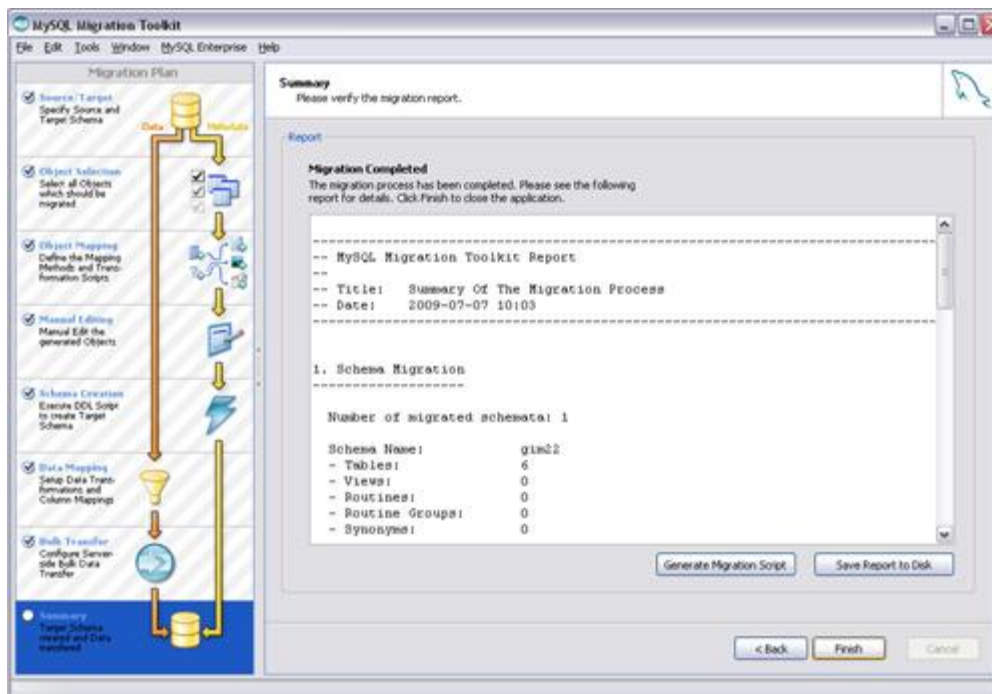 MySQL Migration Toolkit
File Edit Tools Window MySQL Enterprise Help
Migration Plan
Source/Target
Specify Source and
Target Schema
Data
Metadata
Object Selection
Select all Objects
which should be
migrated
Object Mapping
Define the Mapping
Methods and Trans-
formation Scripts
Manual Editing
Manual Edit the
generated Objects
Schema Creation
Execute DDL Script
to create Target
Schema
Data Mapping
Setup Data Trans-
formations and
Column Mappings
Bulk Transfer
Configure Server-
side Bulk Data
Transfer
Summary
Target Schema
created and Data
transfered
Summary
Please verify the migration report.
Report
Migration Completed
The migration process has been completed. Please see the following
report for details. Click Finish to close the application.
-- MySQL Migration Toolkit Report
--
-- Title: Summary Of The Migration Process
-- Date: 2009-07-07 10:03
1. Schema Migration
Number of migrated schemata: 1
Schema Name: gim22
- Tables: 6
- Views: 0
- Routines: 0
- Routine Groups: 0
- Synonyms: 0
Generate Migration Script Save Report to Disk
< Back Finish Cancel